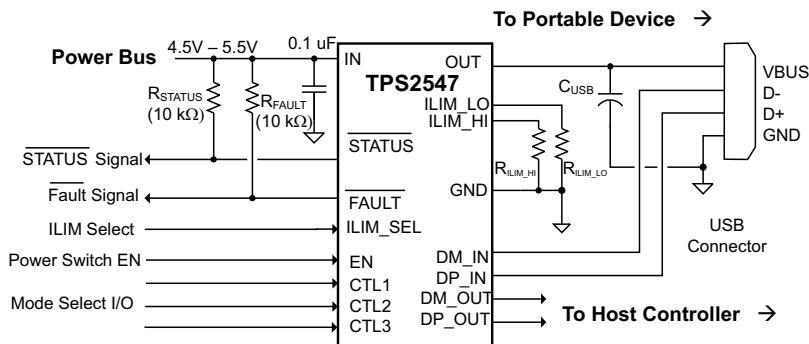 To Portable Device →
Power Bus
4.5V – 5.5V
0.1 uF
IN
OUT
TPS2547
VBUS
D-
D+
GND
RSTATUS
(10 kΩ)
RFAULT
(10 kΩ)
CUSB
ILIM_LO
ILIM_HI
STATUS
STATUS Signal
RILIM_HI
RILIM_LO
Fault Signal
FAULT
GND
ILIM Select
ILIM_SEL
USB
Connector
Power Switch EN
EN
DM_IN
DP_IN
CTL1
Mode Select I/O
CTL2
CTL3
DM_OUT
DP_OUT
To Host Controller →